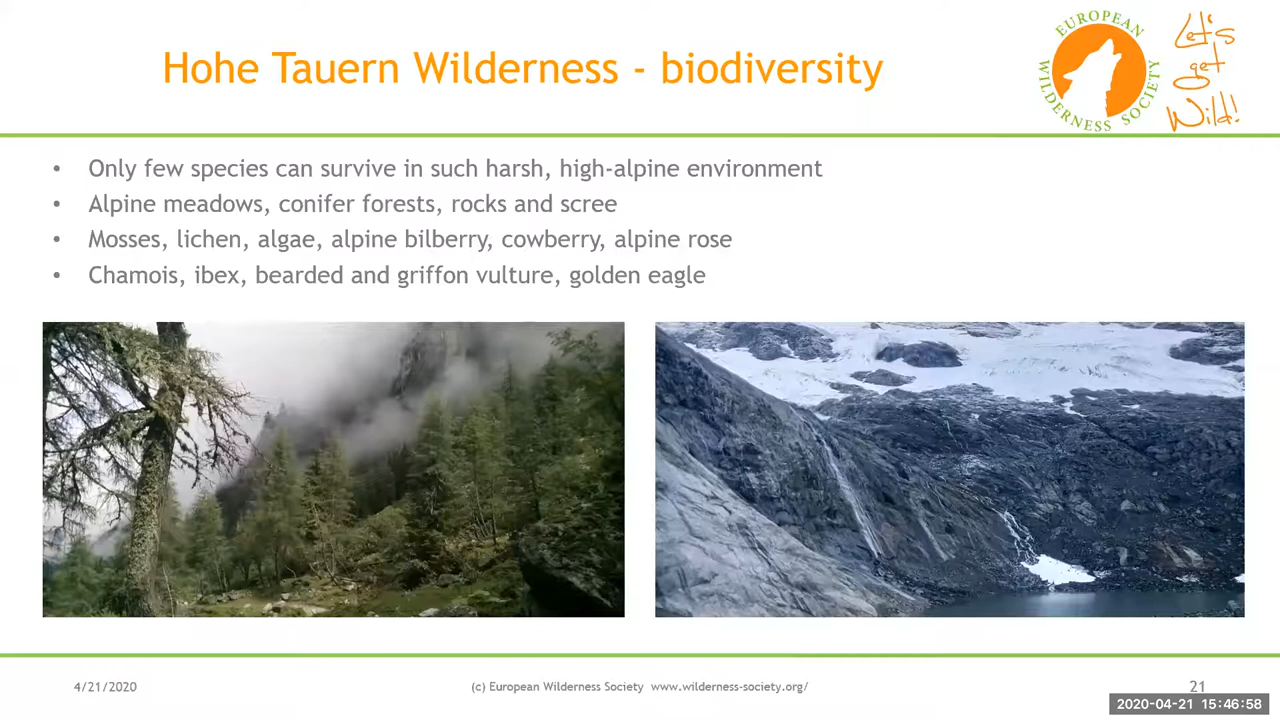 Hohe Tauern Wilderness - biodiversity
EUROPEAN
WILDERNESS SOCIETY
Let's
get
Wild!
• Only few species can survive in such harsh, high-alpine environment
• Alpine meadows, conifer forests, rocks and scree
• Mosses, lichen, algae, alpine bilberry, cowberry, alpine rose
• Chamois, ibex, bearded and griffon vulture, golden eagle
4/21/2020
(c) European Wilderness Society www.wilderness-society.org/
21
2020-04-21 15:46:58